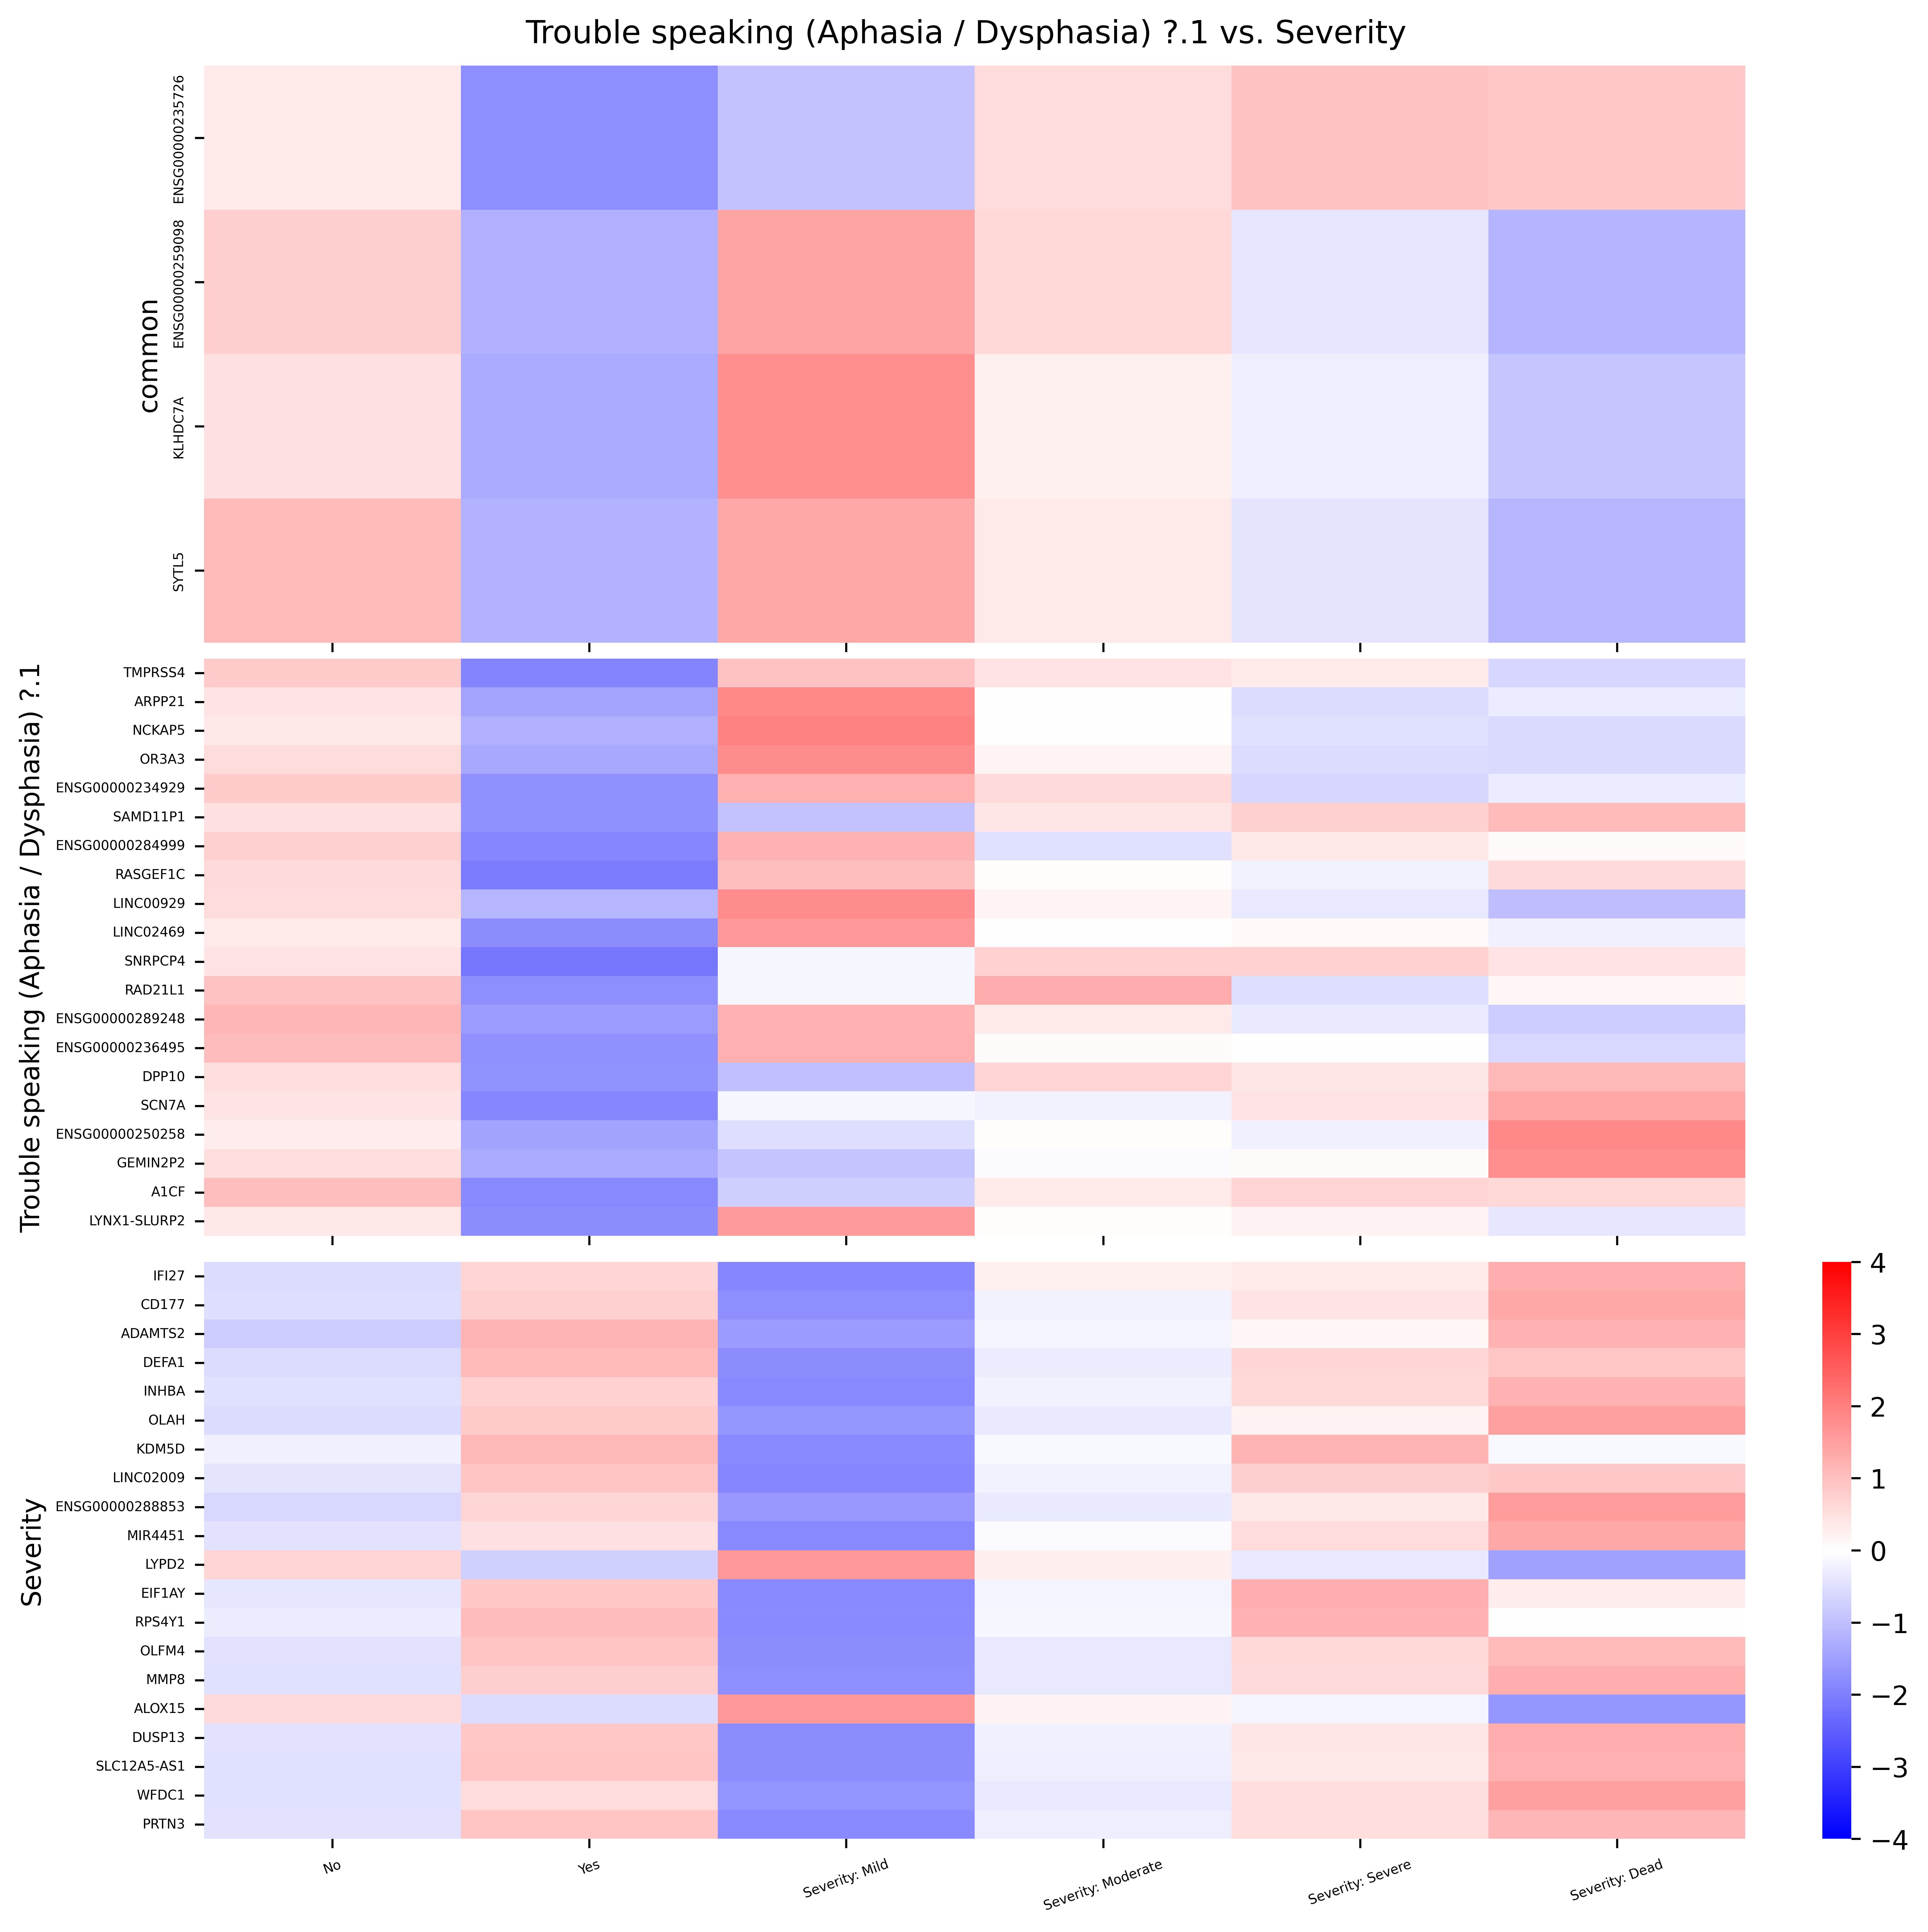 Trouble speaking (Aphasia / Dysphasia) ?.1 vs. Severity
common
ENSG00000235726
ENSG00000259098
KLHDC7A
SYTL5
Trouble speaking (Aphasia / Dysphasia) ?.1
TMPRSS4
ARPP21
NCKAP5
OR3A3
ENSG00000234929
SAMD11P1
ENSG00000284999
RASGEF1C
LINC00929
LINC02469
SNRPCP4
RAD21L1
ENSG00000289248
ENSG00000236495
DPP10
SCN7A
ENSG00000250258
GEMIN2P2
A1CF
LYNX1-SLURP2
Severity
IFI27
CD177
ADAMTS2
DEFA1
INHBA
OLAH
KDM5D
LINC02009
ENSG00000288853
MIR4451
LYPD2
EIF1AY
RPS4Y1
OLFM4
MMP8
ALOX15
DUSP13
SLC12A5-AS1
WFDC1
PRTN3
No
Yes
Severity: Mild
Severity: Moderate
Severity: Severe
Severity: Dead
4
3
2
1
0
−1
−2
−3
−4